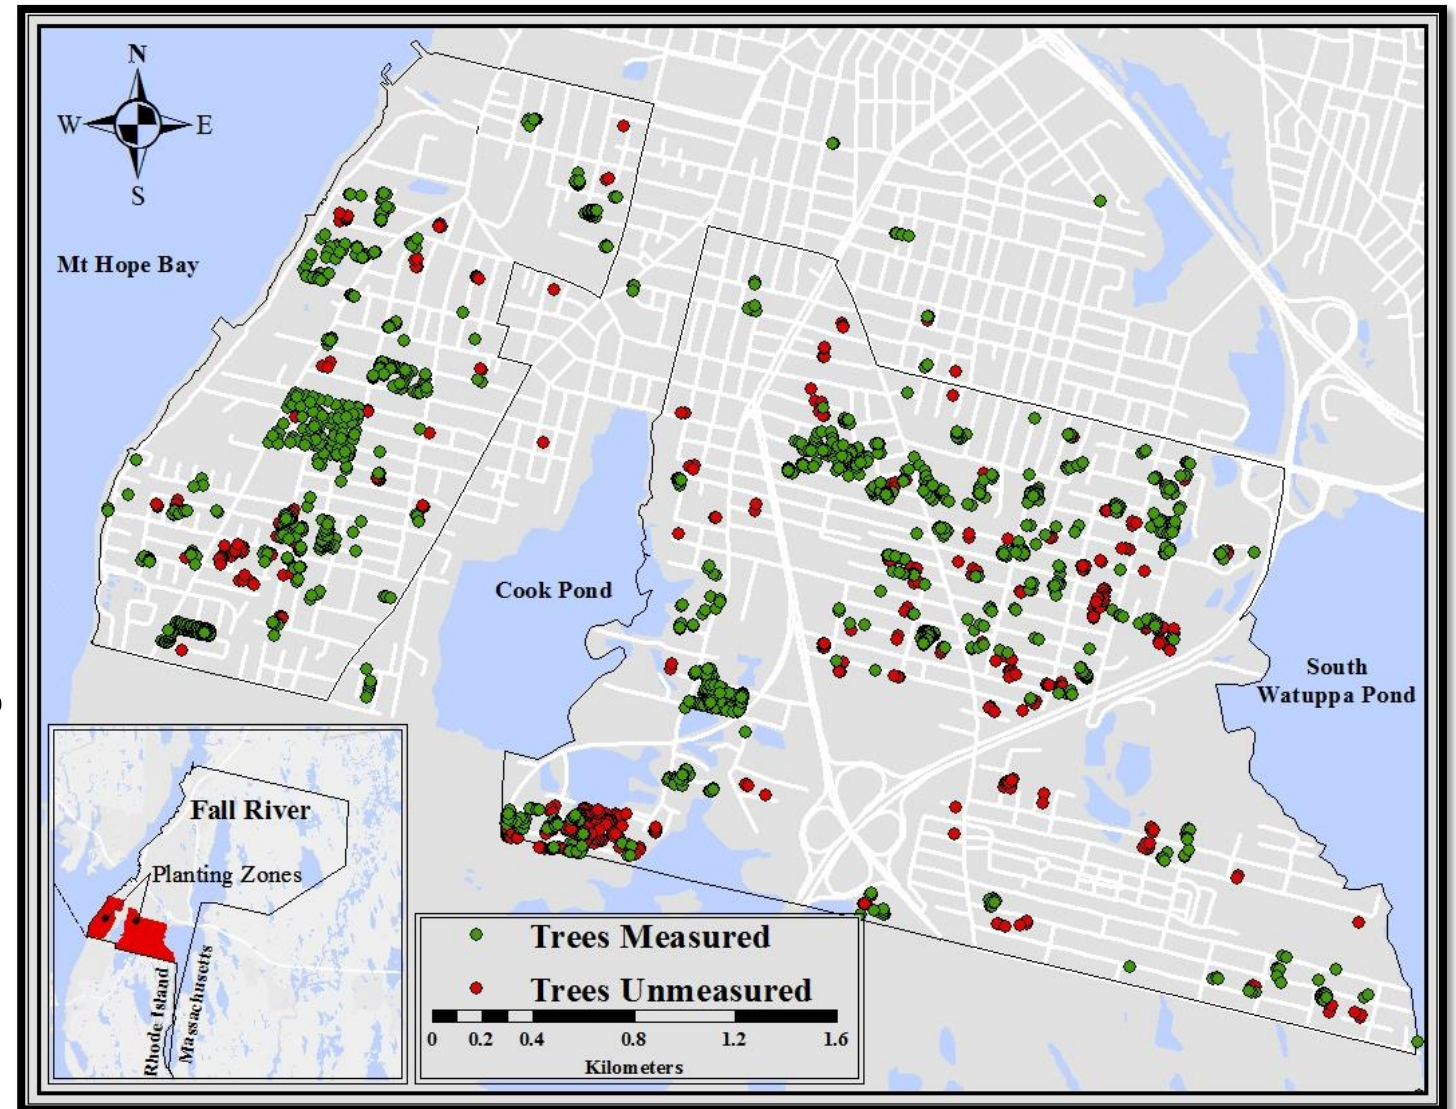 N
W E
S
Mt Hope Bay
Cook Pond
South
Watuppa Pond
Fall River
Planting Zones
Rhode Island
Massachusetts
Trees Measured
Trees Unmeasured
0 0.2 0.4 0.8 1.2 1.6
Kilometers